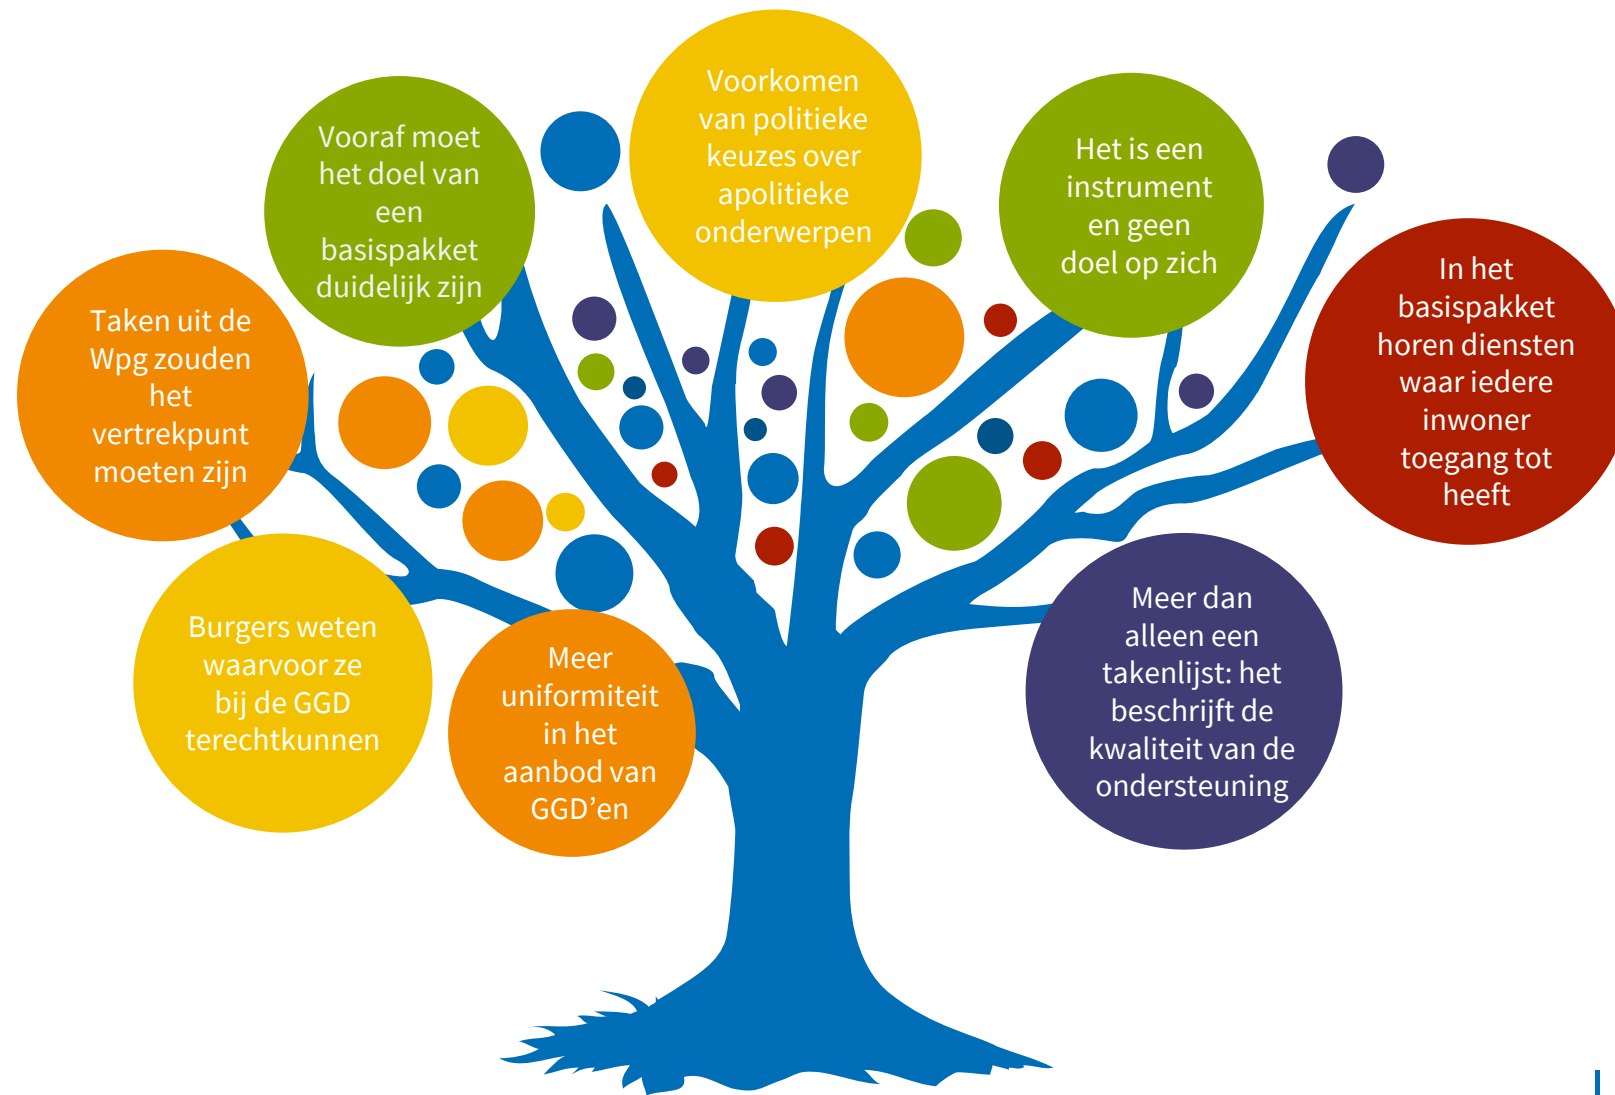 Voorkomen
van politieke
keuzes over
apolitieke
onderwerpen
Vooraf moet
het doel van
een
basispakket
duidelijk zijn
Het is een
instrument
en geen
doel op zich
In het
basispakket
horen diensten
waar iedere
inwoner
toegang tot
heeft
Taken uit de
Wpg zouden
het
vertrekpunt
moeten zijn
Burgers weten
waarvoor ze
bij de GGD
terechtkunnen
Meer
uniformiteit
in het
aanbod van
GGD’en
Meer dan
alleen een
takenlijst: het
beschrijft de
kwaliteit van de
ondersteuning